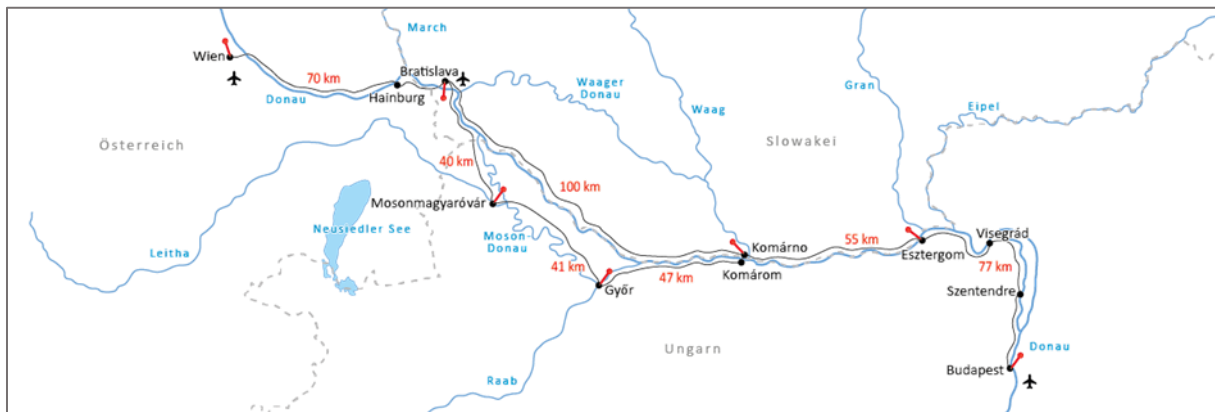 March
Wien
Bratislava
70 km
Waager
Donau
Gran
Donau
Hainburg
Waag
Eipel
Österreich
Slowakei
40 km
100 km
Mosonmagyaróvár
Neusiedler See
Moson-
Donau
Leitha
Komárno
55 km
Visegrád
Esztergom
41 km
47 km
Komárom
77 km
Győr
Szentendre
Ungarn
Donau
Raab
Budapest